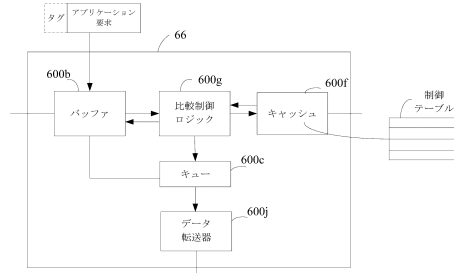 タグ
アプリケーション
要求
66
600b
600g
600f
バッファ
比較制御
ロジック
キャッシュ
制御
テーブル
600c
キュー
600j
データ
転送器